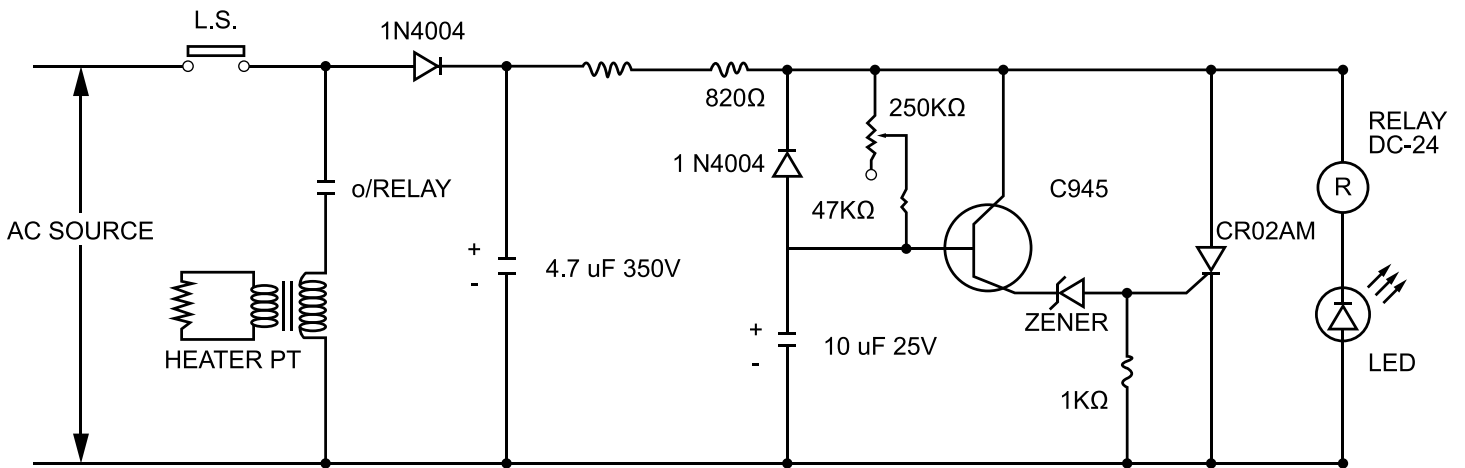 L.S.
1N4004
820Ω
250KΩ
RELAY
DC-24
1 N4004
C945
R
o/RELAY
47KΩ
AC SOURCE
CR02AM
+
-
4.7 uF 350V
ZENER
HEATER PT
+
-
10 uF 25V
LED
1KΩ